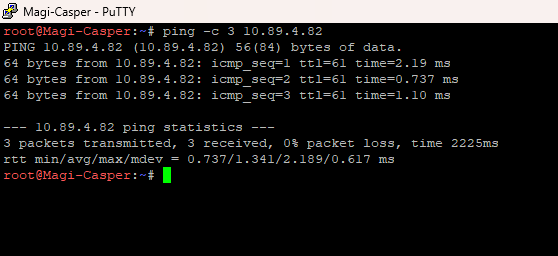 Magi-Casper - PuTTY
root@Magi-Casper:~# ping -c 3 10.89.4.82
PING 10.89.4.82 (10.89.4.82) 56(84) bytes of data.
64 bytes from 10.89.4.82: icmp_seq=1 ttl=61 time=2.19 ms
64 bytes from 10.89.4.82: icmp_seq=2 ttl=61 time=0.737 ms
64 bytes from 10.89.4.82: icmp_seq=3 ttl=61 time=1.10 ms

--- 10.89.4.82 ping statistics ---
3 packets transmitted, 3 received, 0% packet loss, time 2225ms
rtt min/avg/max/mdev = 0.737/1.341/2.189/0.617 ms
root@Magi-Casper:~#